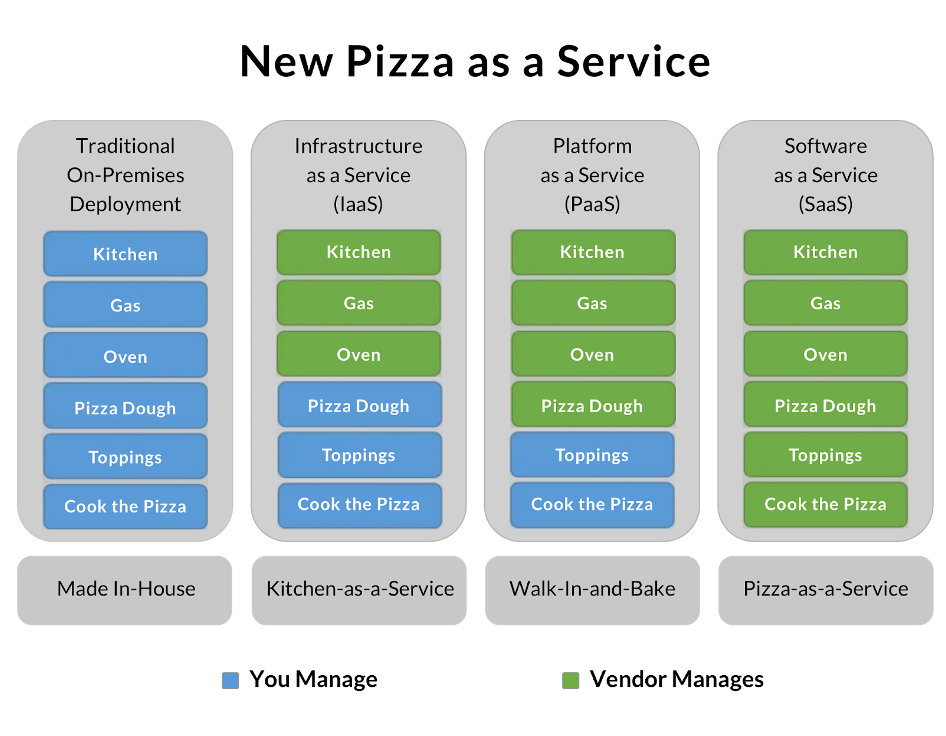 New Pizza as a Service
Traditional
On-Premises
Deployment
Kitchen
Gas
Oven
Pizza Dough
Toppings
Cook the Pizza
Made In-House
Infrastructure
as a Service
(IaaS)
Kitchen
Gas
Oven
Pizza Dough
Toppings
Cook the Pizza
Kitchen-as-a-Service
Platform
as a Service
(PaaS)
Kitchen
Gas
Oven
Pizza Dough
Toppings
Cook the Pizza
Walk-In-and-Bake
Software
as a Service
(SaaS)
Kitchen
Gas
Oven
Pizza Dough
Toppings
Cook the Pizza
Pizza-as-a-Service
You Manage
Vendor Manages